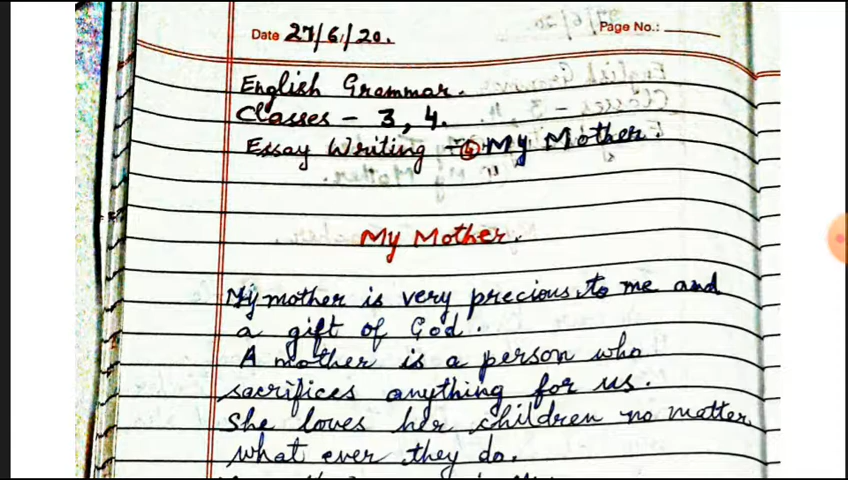 Date 27/6/20.
Page No.:
English Grammar.
Classes - 3, 4.
Essay Writing - ④ My Mother.
My Mother.
My mother is very precious to me and
a gift of God.
A mother is a person who
sacrifices anything for us.
She loves her children no matter
what ever they do.